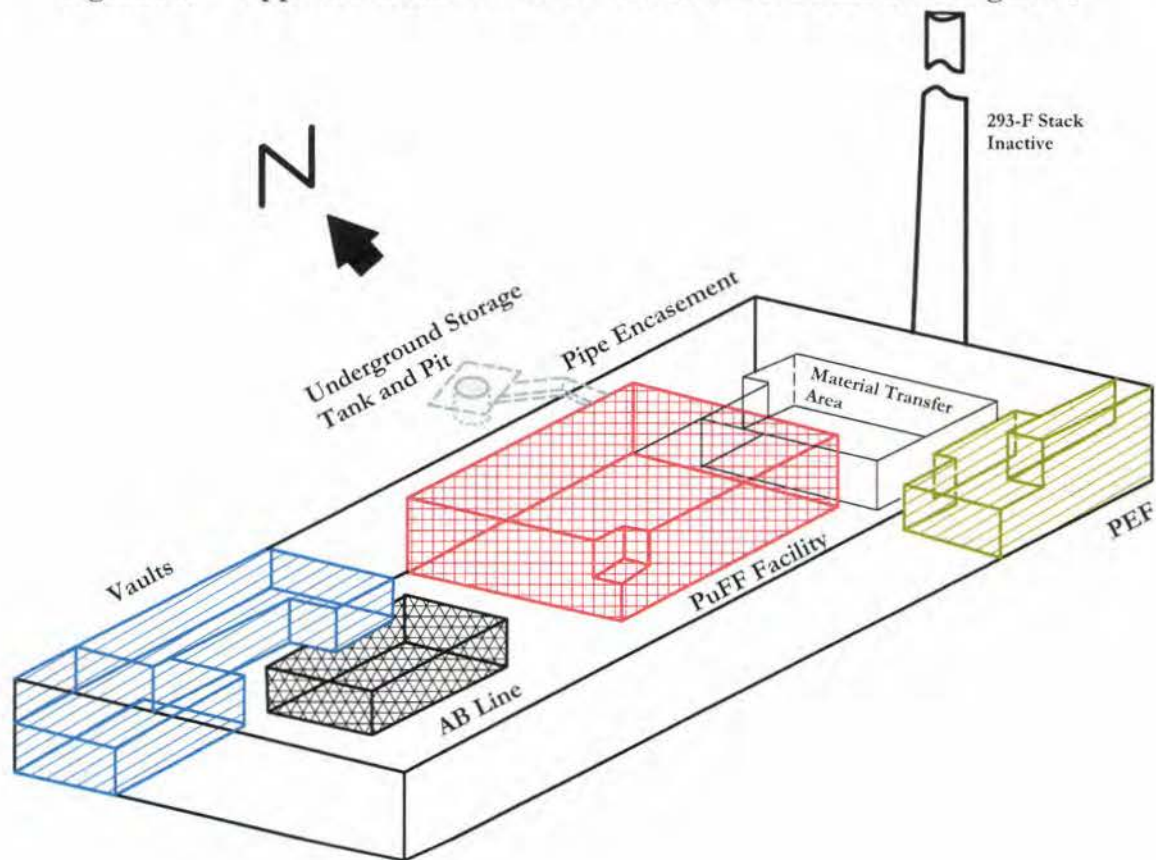 293-F Stack
Inactive
N
Underground Storage
Tank and Pit
Pipe Encasement
Material Transfer
Area
Vaults
PuFF Facility
PEF
AB Line